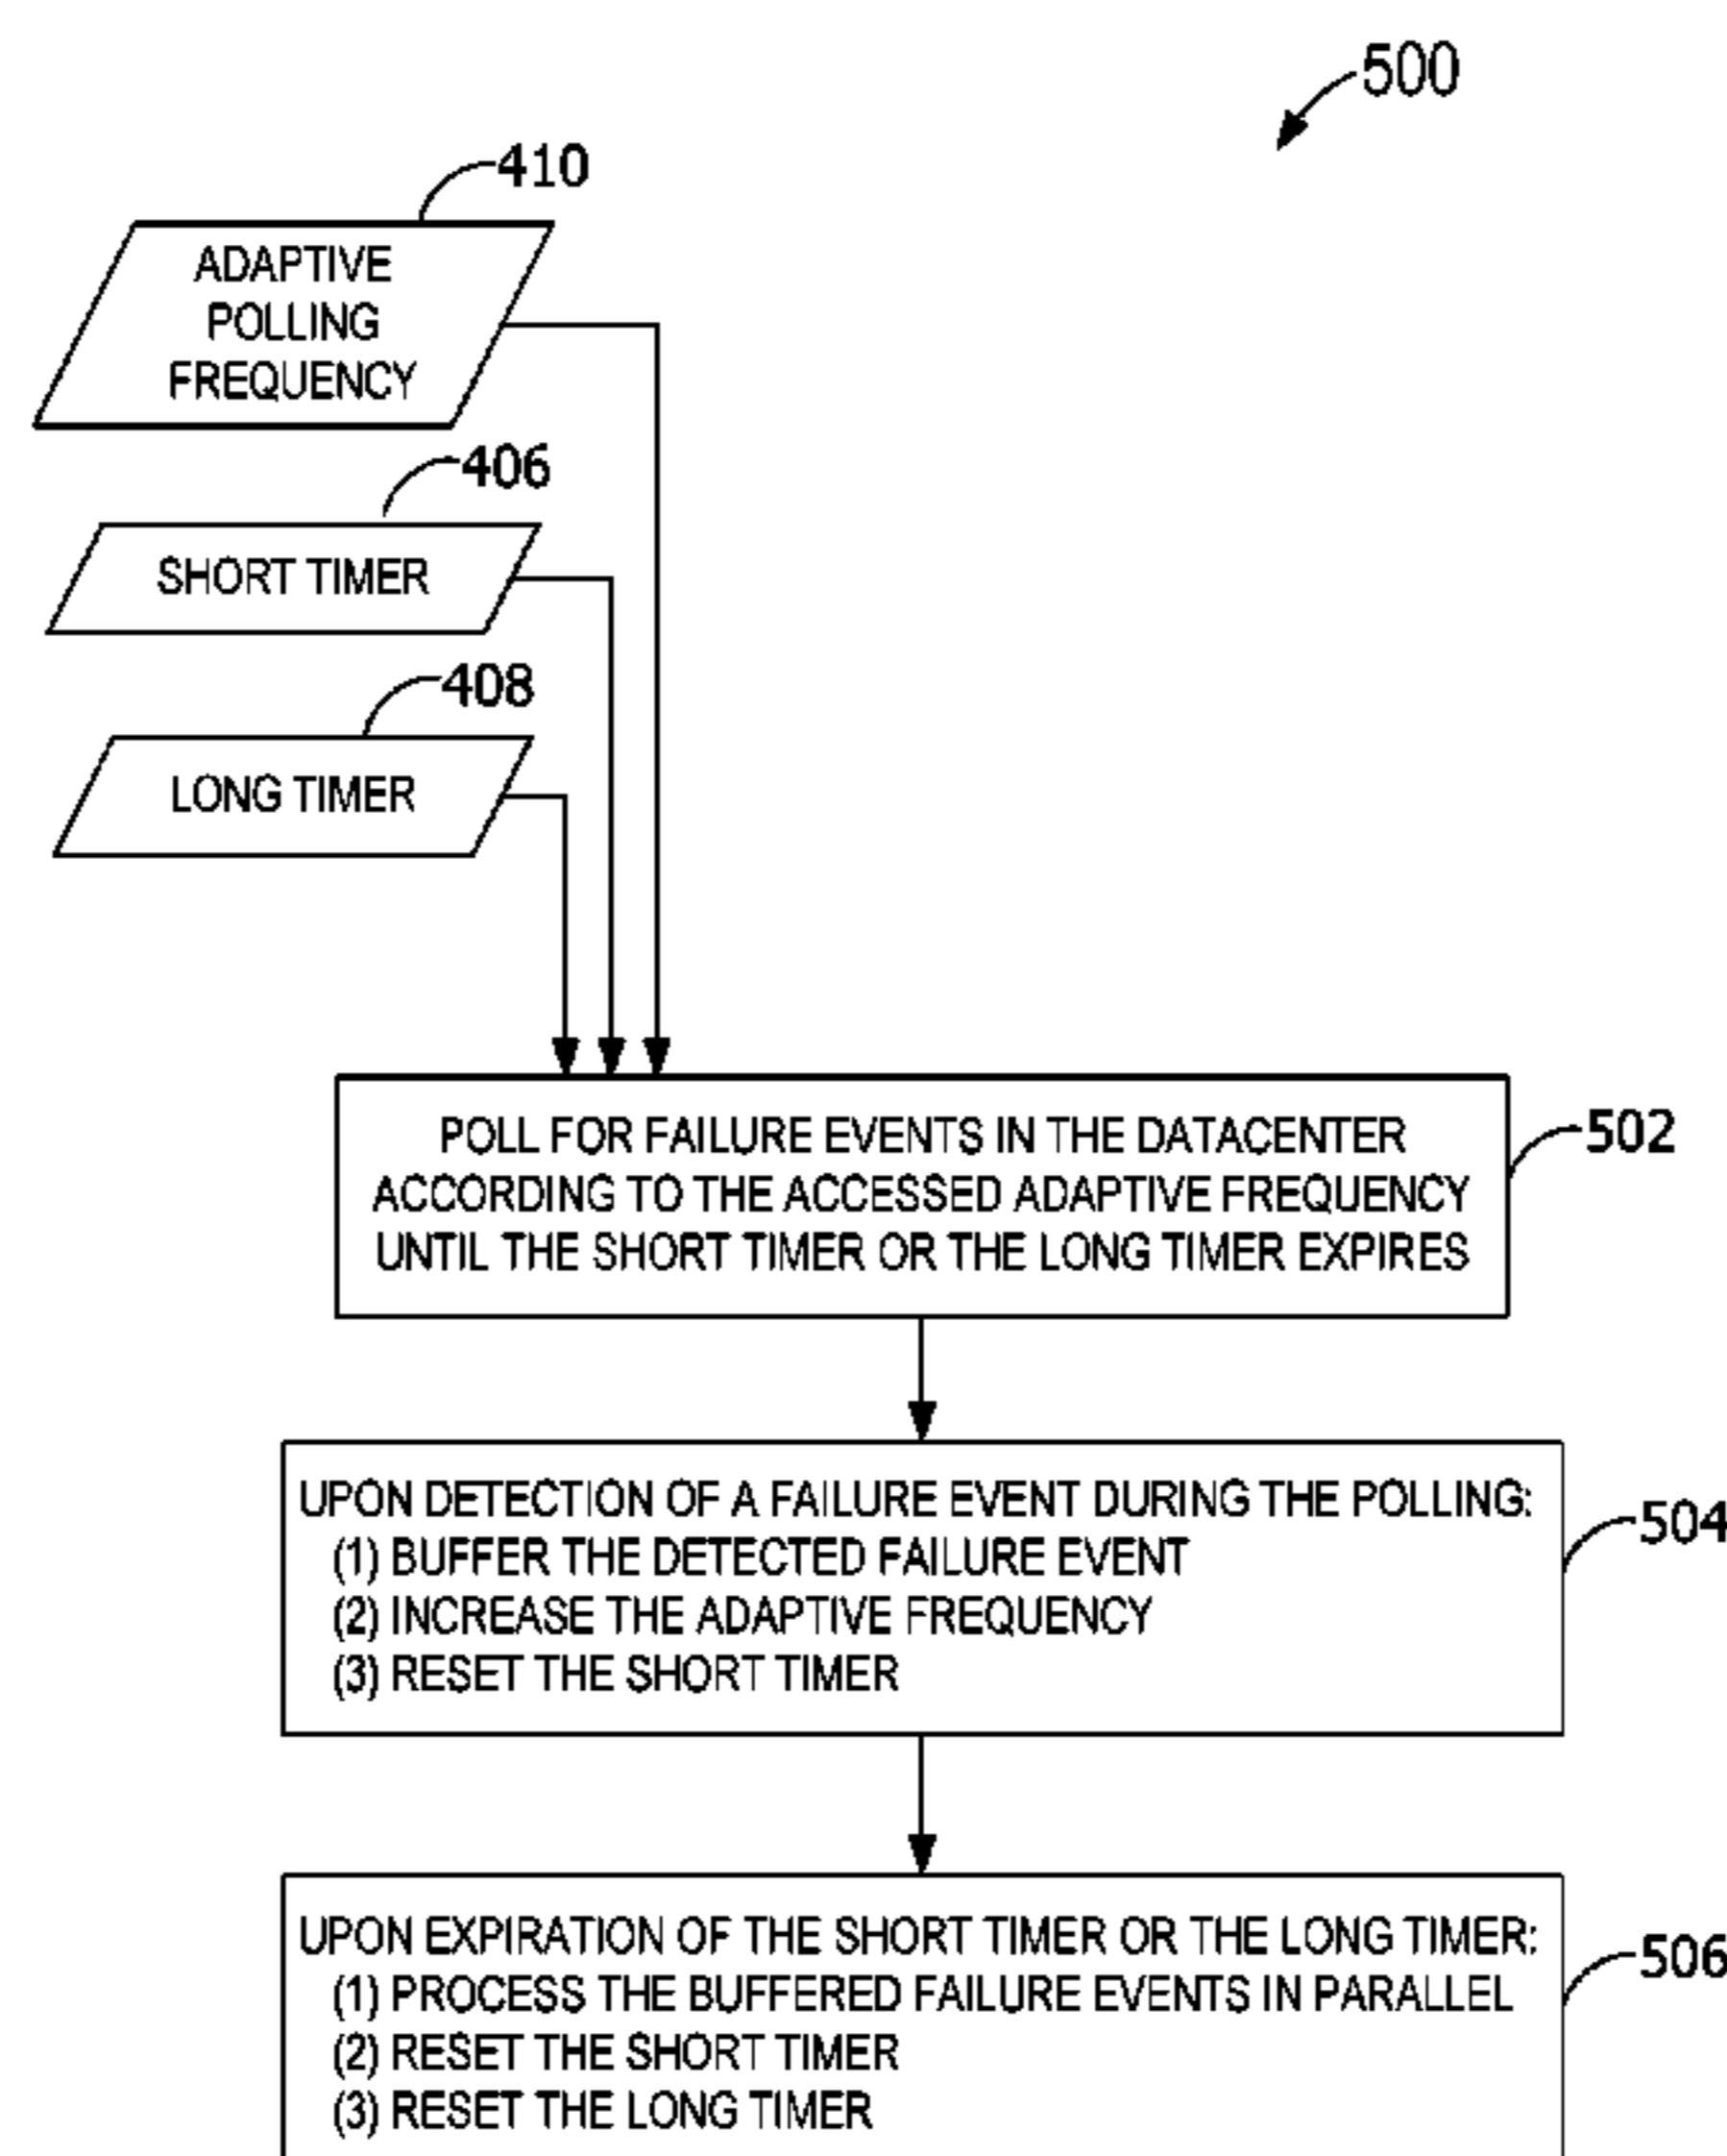 500
410
ADAPTIVE
POLLING
FREQUENCY
406
SHORT TIMER
408
LONG TIMER
POLL FOR FAILURE EVENTS IN THE DATACENTER
ACCORDING TO THE ACCESSED ADAPTIVE FREQUENCY
UNTIL THE SHORT TIMER OR THE LONG TIMER EXPIRES
502
UPON DETECTION OF A FAILURE EVENT DURING THE POLLING:
(1) BUFFER THE DETECTED FAILURE EVENT
(2) INCREASE THE ADAPTIVE FREQUENCY
(3) RESET THE SHORT TIMER
504
UPON EXPIRATION OF THE SHORT TIMER OR THE LONG TIMER:
(1) PROCESS THE BUFFERED FAILURE EVENTS IN PARALLEL
(2) RESET THE SHORT TIMER
(3) RESET THE LONG TIMER
506